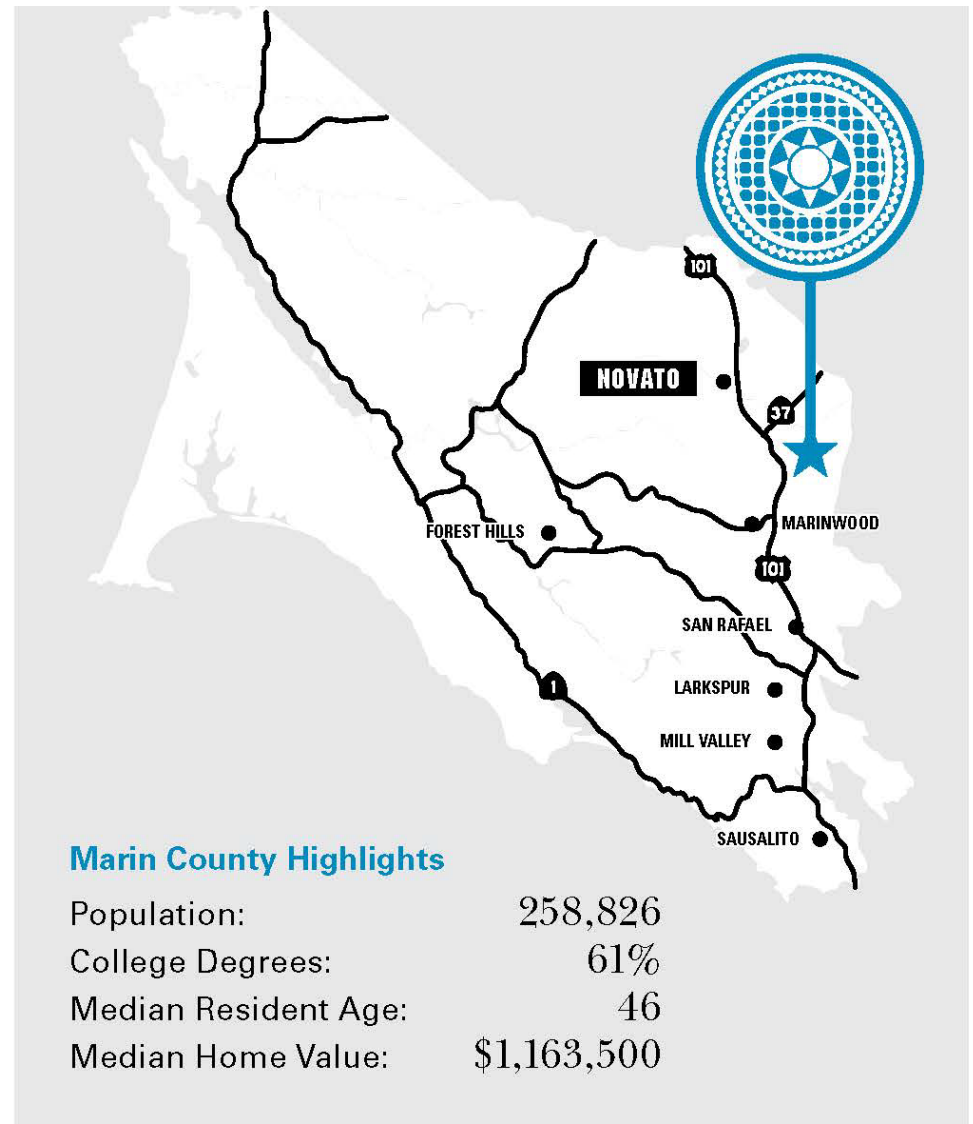 101
NOVATO
37
MARINWOOD
FOREST HILLS
101
SAN RAFAEL
LARKSPUR
1
MILL VALLEY
SAUSALITO
Marin County Highlights
Population: 258,826
College Degrees: 61%
Median Resident Age: 46
Median Home Value: $1,163,500